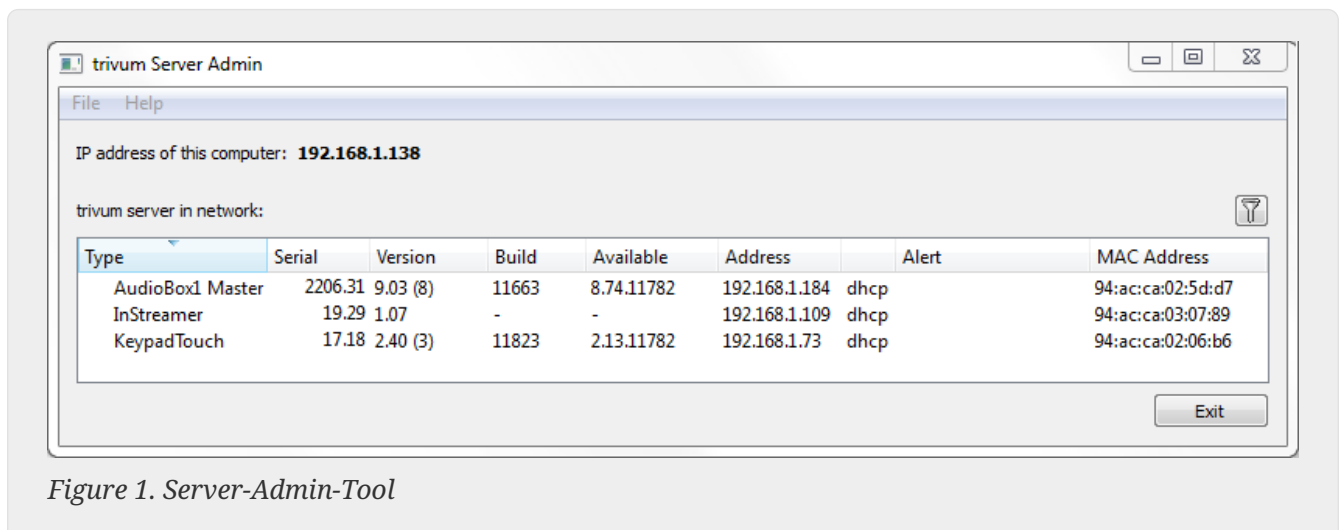 trivum Server Admin
File Help
IP address of this computer: 192.168.1.138
trivum server in network:
Type Serial Version Build Available Address Alert MAC Address
AudioBox1 Master 2206.31 9.03 (8) 11663 8.74.11782 192.168.1.184 dhcp 94:ac:ca:02:5d:d7
InStreamer 19.29 1.07 - - 192.168.1.109 dhcp 94:ac:ca:03:07:89
KeypadTouch 17.18 2.40 (3) 11823 2.13.11782 192.168.1.73 dhcp 94:ac:ca:02:06:b6
Exit
Figure 1. Server-Admin-Tool